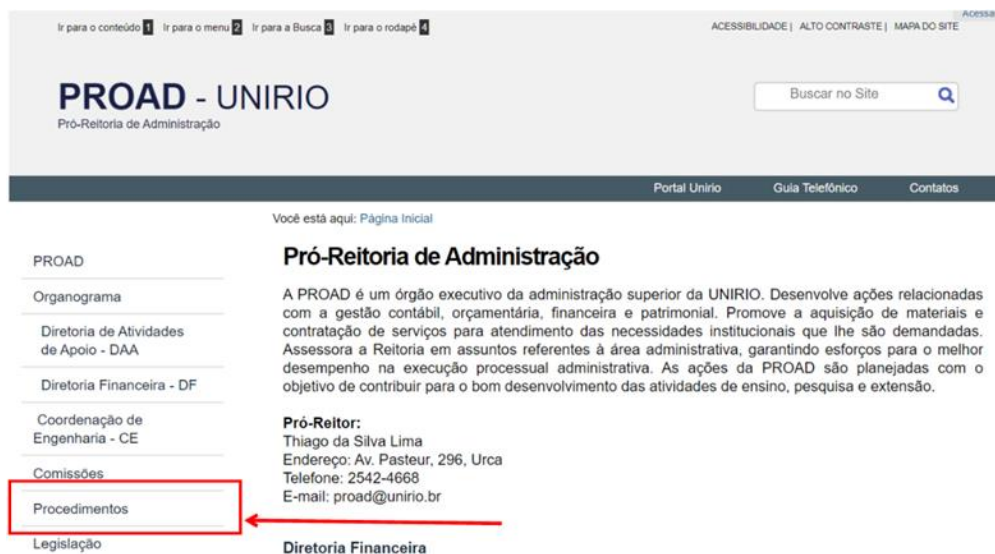 Acessa
Ir para o conteúdo 1 Ir para o menu 2 Ir para a Busca 3 Ir para o rodapé 4
ACESSIBILIDADE | ALTO CONTRASTE | MAPA DO SITE
PROAD - UNIRIO
Pró-Reitoria de Administração
Buscar no Site
Portal Unirio Guia Telefônico Contatos
Você está aqui: Página Inicial
PROAD
Organograma
Diretoria de Atividades
de Apoio - DAA
Diretoria Financeira - DF
Coordenação de
Engenharia - CE
Comissões
Procedimentos
Legislação
Pró-Reitoria de Administração
A PROAD é um órgão executivo da administração superior da UNIRIO. Desenvolve ações relacionadas
com a gestão contábil, orçamentária, financeira e patrimonial. Promove a aquisição de materiais e
contratação de serviços para atendimento das necessidades institucionais que lhe são demandadas.
Assessora a Reitoria em assuntos referentes à área administrativa, garantindo esforços para o melhor
desempenho na execução processual administrativa. As ações da PROAD são planejadas com o
objetivo de contribuir para o bom desenvolvimento das atividades de ensino, pesquisa e extensão.
Pró-Reitor:
Thiago da Silva Lima
Endereço: Av. Pasteur, 296, Urca
Telefone: 2542-4668
E-mail: proad@unirio.br
Diretoria Financeira